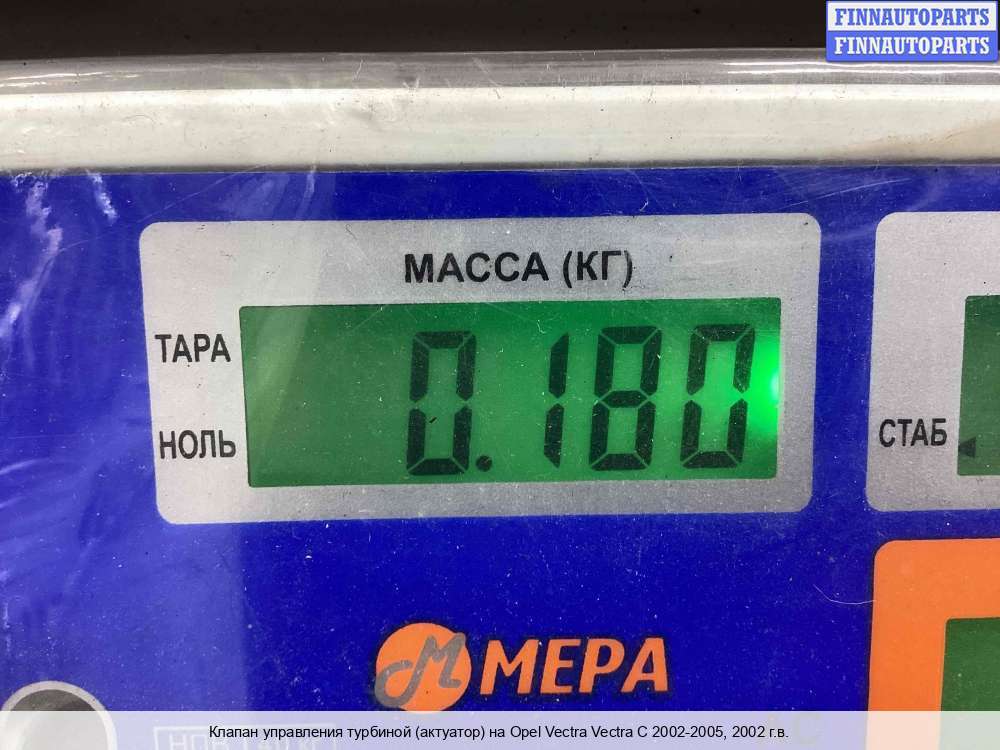 FINNAUTOPARTS
FINNAUTOPARTS
МАССА (КГ)
ТАРА
0.180
НОЛЬ
СТАБ
МЕРА
Клапан управления турбиной (актуатор) на Opel Vectra Vectra C 2002-2005, 2002 г.в.